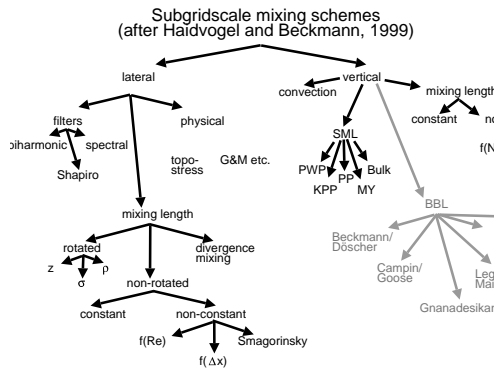 Subgridscale mixing schemes
(after Haidvogel and Beckmann, 1999)
lateral
vertical
convection
mixing length
filters
physical
constant
biharmonic
spectral
SML
Shapiro
topo-
stress
G&M etc.
PWP
PP
Bulk
KPP
MY
mixing length
BBL
rotated
divergence
mixing
Beckmann/
Döscher
z
σ
ρ
non-rotated
Campin/
Goose
Gnanadesikan
constant
non-constant
f(Re)
Smagorinsky
f(Δx)